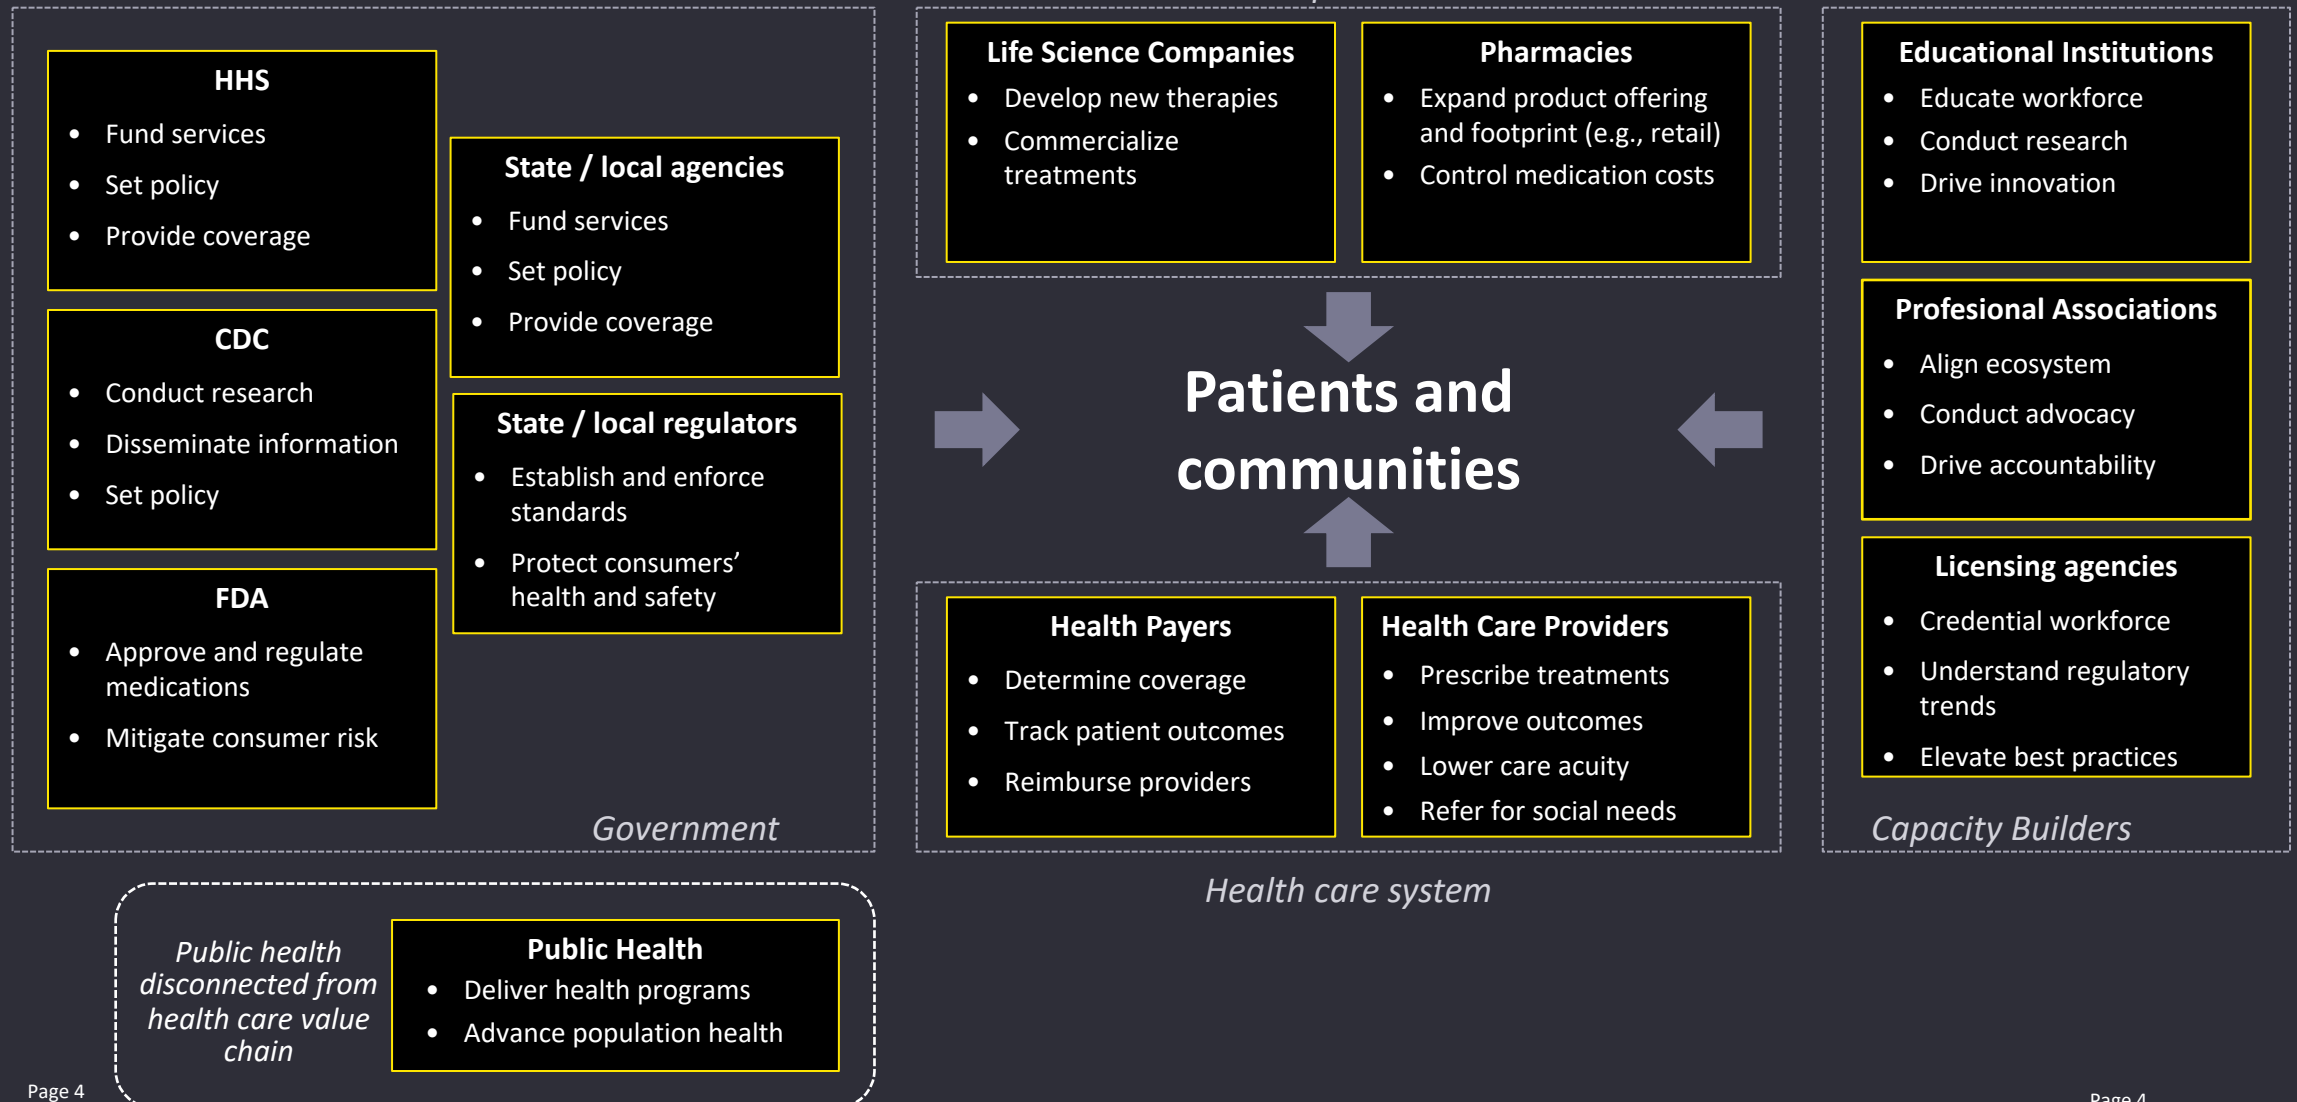 HHS
• Fund services
• Set policy
• Provide coverage
CDC
• Conduct research
• Disseminate information
• Set policy
FDA
• Approve and regulate
medications
• Mitigate consumer risk
State / local agencies
• Fund services
• Set policy
• Provide coverage
State / local regulators
• Establish and enforce
standards
• Protect consumers’
health and safety
Government
Life Science Companies
• Develop new therapies
• Commercialize
treatments
Pharmacies
• Expand product offering
and footprint (e.g., retail)
• Control medication costs
Patients and
communities
Health Payers
• Determine coverage
• Track patient outcomes
• Reimburse providers
Health Care Providers
• Prescribe treatments
• Improve outcomes
• Lower care acuity
• Refer for social needs
Health care system
Educational Institutions
• Educate workforce
• Conduct research
• Drive innovation
Profesional Associations
• Align ecosystem
• Conduct advocacy
• Drive accountability
Licensing agencies
• Credential workforce
• Understand regulatory
trends
• Elevate best practices
Capacity Builders
Public health
disconnected from
health care value
chain
Public Health
• Deliver health programs
• Advance population health
Page 4
Page 4